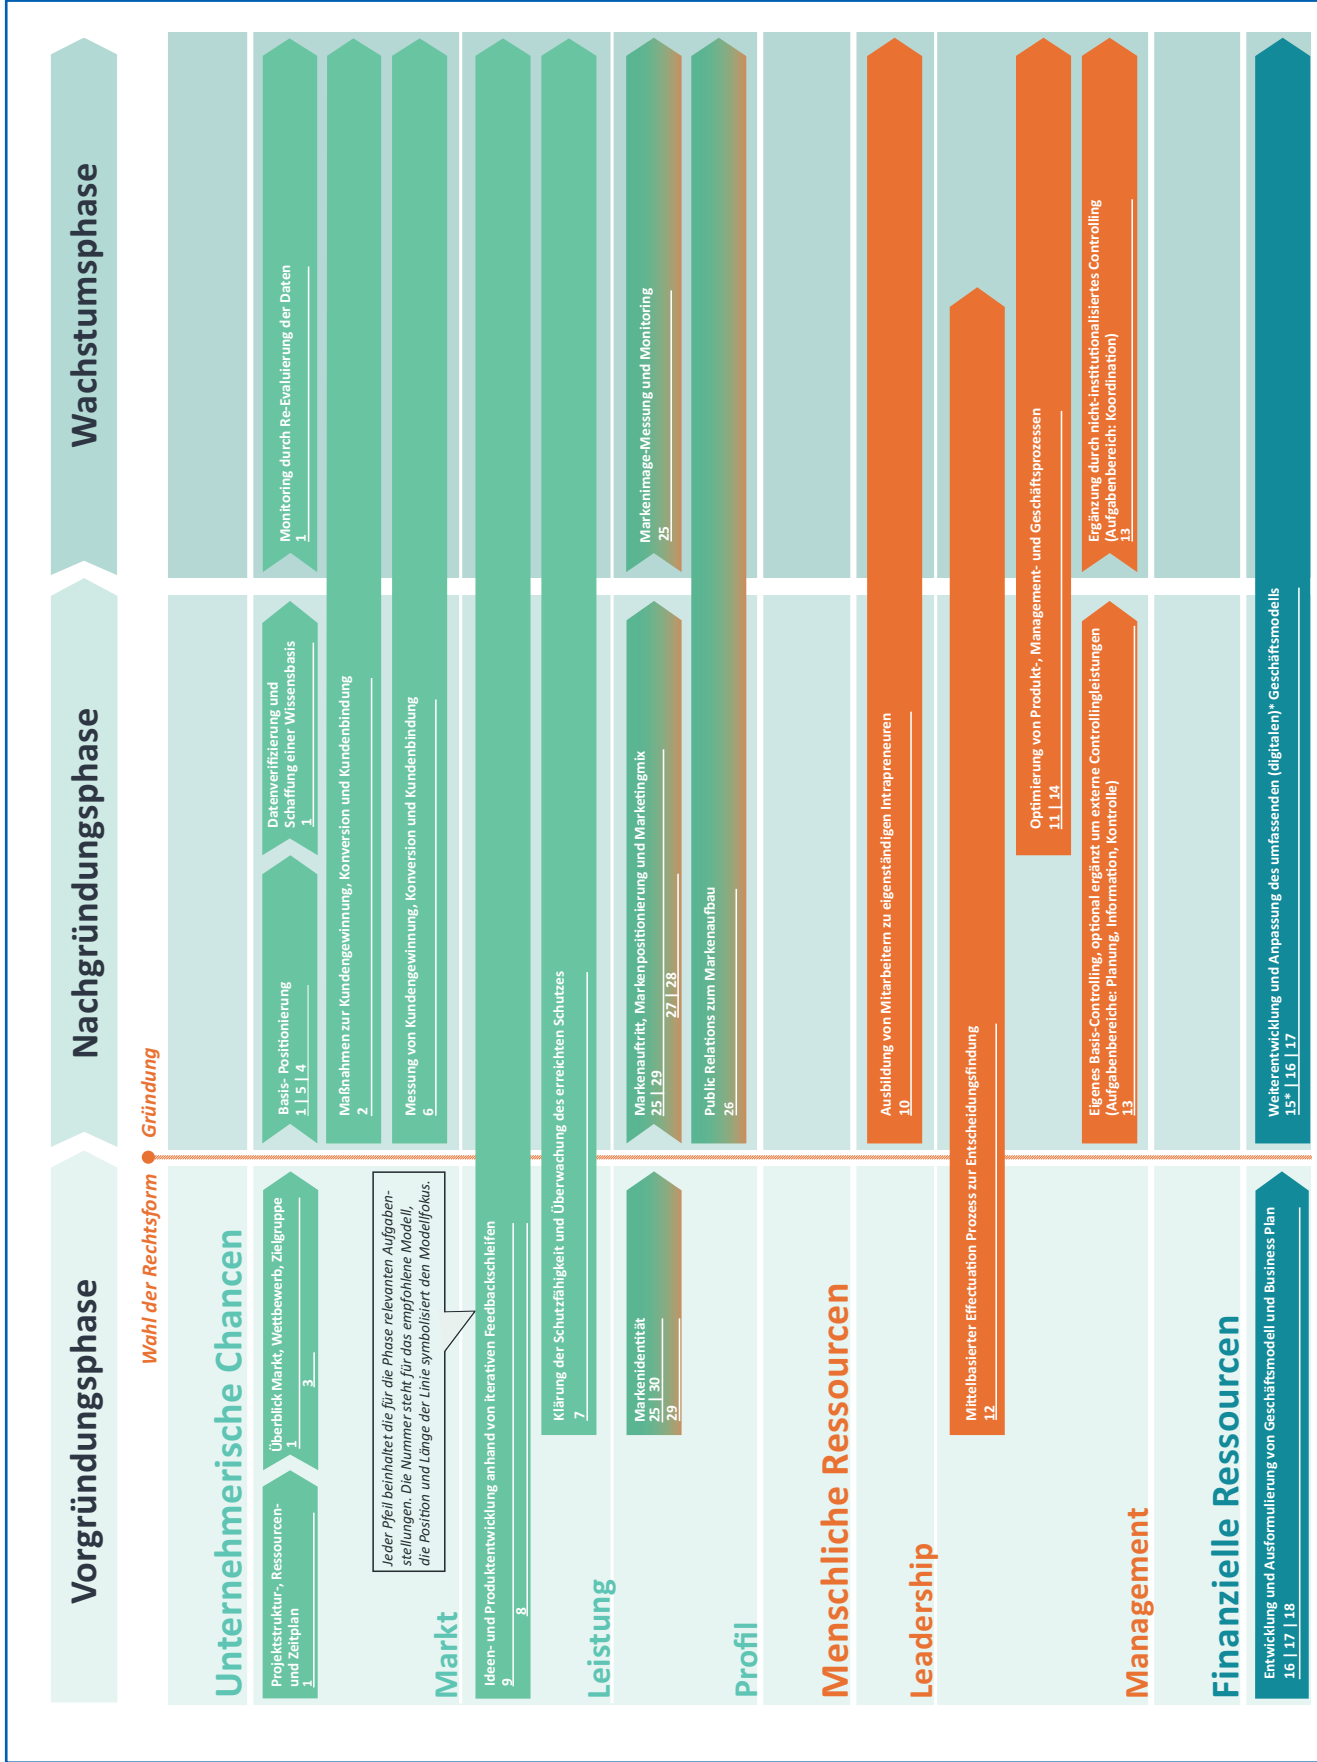 Vorgründungsphase
Nachgründungsphase
Wachstumsphase
Wahl der Rechtsform
Gründung
Unternehmerische Chancen
Projektstruktur-, Ressourcen-
und Zeitplan
1
Überblick Markt, Wettbewerb, Zielgruppe
1
3
Basis- Positionierung
1 | 5 | 4
Datenverifizierung und
Schaffung einer Wissensbasis
1
Monitoring durch Re-Evaluierung der Daten
1
Maßnahmen zur Kundengewinnung, Konversion und Kundenbindung
2
Jeder Pfeil beinhaltet die für die Phase relevanten Aufgaben-
stellungen. Die Nummer steht für das empfohlene Modell,
die Position und Länge der Linie symbolisiert den Modellfokus.
Messung von Kundengewinnung, Konversion und Kundenbindung
6
Markt
Ideen- und Produktentwicklung anhand von iterativen Feedbackschleifen
9
8
Klärung der Schutzfähigkeit und Überwachung des erreichten Schutzes
7
Leistung
Markenidentität
25 | 30
29
Markenauftritt, Markenpositionierung und Marketingmix
25 | 29
27 | 28
Markenimage-Messung und Monitoring
25
Public Relations zum Markenaufbau
26
Profil
Menschliche Ressourcen
Ausbildung von Mitarbeitern zu eigenständigen Intrapreneuren
10
Leadership
Mittelbasierter Effectuation Prozess zur Entscheidungsfindung
12
Optimierung von Produkt-, Management- und Geschäftsprozessen
11 | 14
Eigenes Basis-Controlling, optional ergänzt um externe Controllingleistungen
(Aufgabenbereiche: Planung, Information, Kontrolle)
13
Ergänzung durch nicht-institutionalisiertes Controlling
(Aufgabenbereich: Koordination)
13
Management
Finanzielle Ressourcen
Entwicklung und Ausformulierung von Geschäftsmodell und Business Plan
16 | 17 | 18
Weiterentwicklung und Anpassung des umfassenden (digitalen)* Geschäftsmodells
15* | 16 | 17